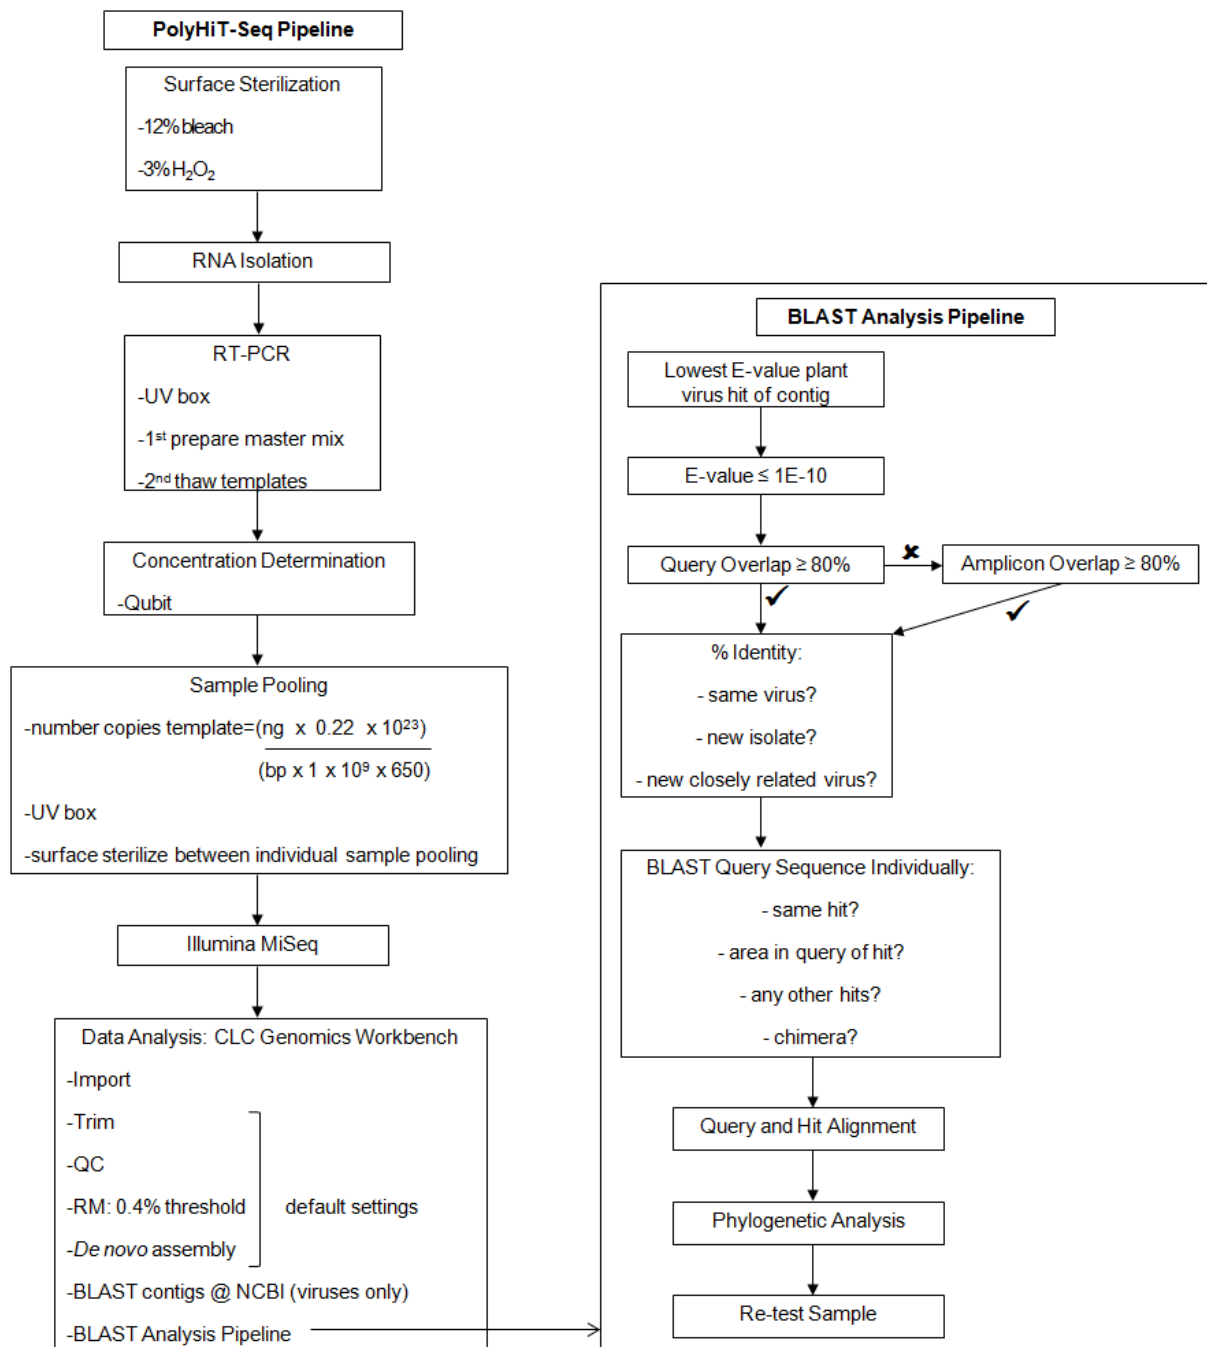 PolyHiT-Seq Pipeline
Surface Sterilization
-12% bleach
-3% H₂O₂
RNA Isolation
RT-PCR
-UV box
-1ˢᵗ prepare master mix
-2ⁿᵈ thaw templates
Concentration Determination
-Qubit
Sample Pooling
-number copies template=(ng x 0.22 x 10²³)
(bp x 1 x 10⁹ x 650)
-UV box
-surface sterilize between individual sample pooling
Illumina MiSeq
Data Analysis: CLC Genomics Workbench
-Import
-Trim
-QC
-RM: 0.4% threshold
default settings
-De novo assembly
-BLAST contigs @ NCBI (viruses only)
-BLAST Analysis Pipeline
BLAST Analysis Pipeline
Lowest E-value plant
virus hit of contig
E-value ≤ 1E-10
Query Overlap ≥ 80%
✘
Amplicon Overlap ≥ 80%
✓
✓
% Identity:
- same virus?
- new isolate?
- new closely related virus?
BLAST Query Sequence Individually:
- same hit?
- area in query of hit?
- any other hits?
- chimera?
Query and Hit Alignment
Phylogenetic Analysis
Re-test Sample